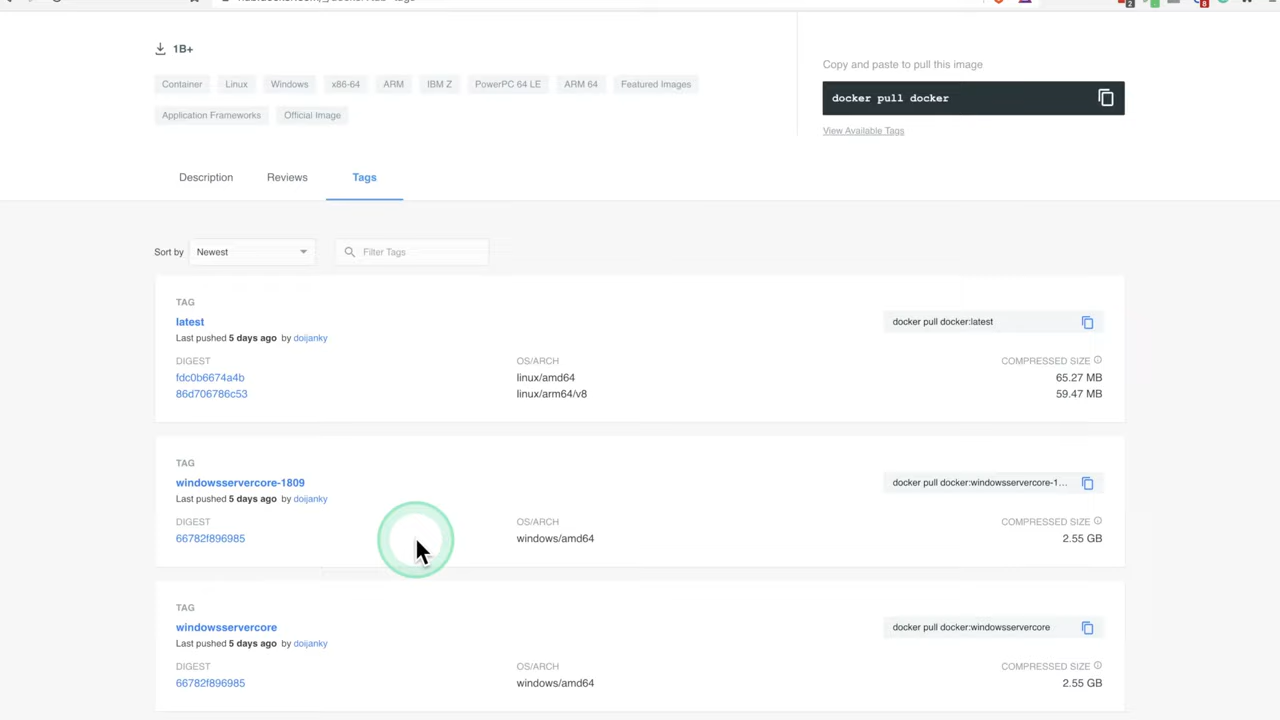 1B+
Copy and paste to pull this image
Container Linux Windows x86-64 ARM IBM Z PowerPC 64 LE ARM 64 Featured Images
docker pull docker
Application Frameworks Official Image
View Available Tags
Description Reviews Tags
Sort by Newest Filter Tags
TAG
latest
docker pull docker:latest
Last pushed 5 days ago by doijanky
DIGEST OS/ARCH COMPRESSED SIZE
fdc0b6674a4b linux/amd64 65.27 MB
86d706786c53 linux/arm64/v8 59.47 MB
TAG
windowsservercore-1809
docker pull docker:windowsservercore-1...
Last pushed 5 days ago by doijanky
DIGEST OS/ARCH COMPRESSED SIZE
66782f896985 windows/amd64 2.55 GB
TAG
windowsservercore
docker pull docker:windowsservercore
Last pushed 5 days ago by doijanky
DIGEST OS/ARCH COMPRESSED SIZE
66782f896985 windows/amd64 2.55 GB